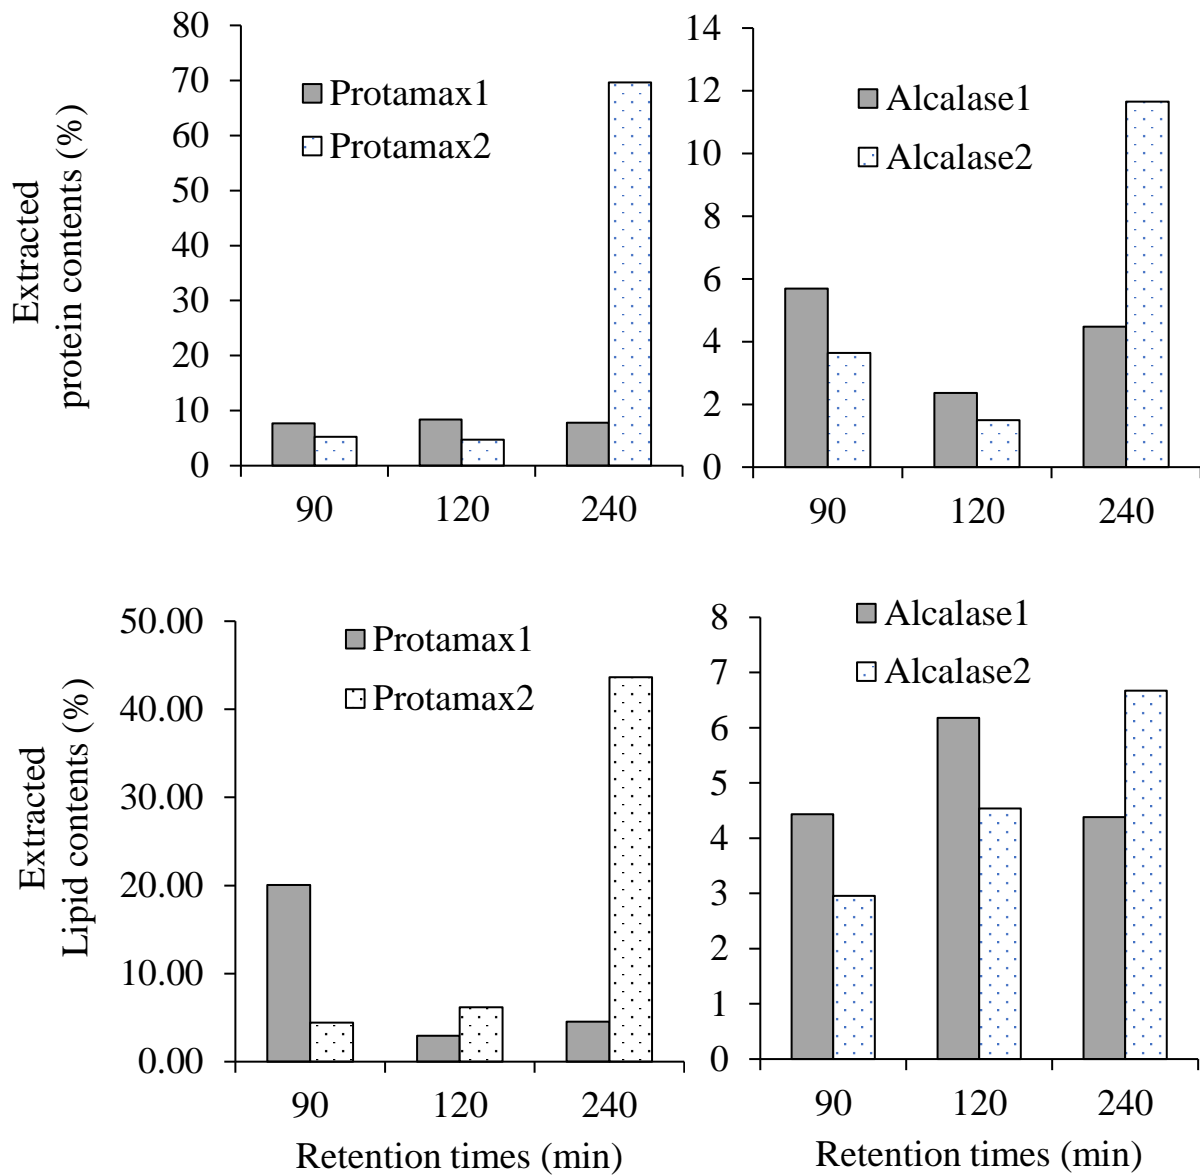 Extracted
protein contents (%)
80
70
60
50
40
30
20
10
0
Protamax1
Protamax2
90 120 240
14
12
10
8
6
4
2
0
Alcalase1
Alcalase2
90 120 240
Extracted
Lipid contents (%)
50.00
40.00
30.00
20.00
10.00
0.00
Protamax1
Protamax2
90 120 240
Retention times (min)
8
7
6
5
4
3
2
1
0
Alcalase1
Alcalase2
90 120 240
Retention times (min)